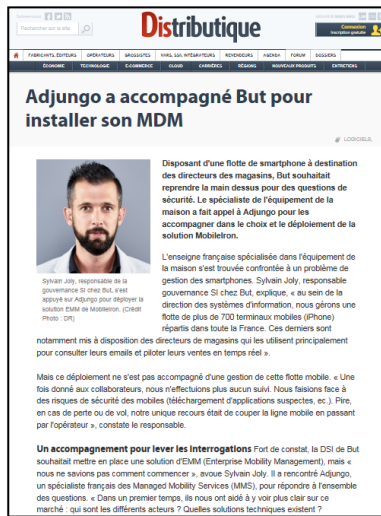 Rechercher sur le site
Distributique
Connexion
Inscription gratuite
FABRICANTS, ÉDITEURS OPÉRATEURS GROSSISTES VARS, SSII, INTÉGRATEURS REVENDEURS AGENDA FORUM DOSSIERS
ÉCONOMIE TECHNOLOGIE E-COMMERCE CLOUD CARRIÈRES RÉGIONS NOUVEAUX PRODUITS ENTRETIENS
Adjungo a accompagné But pour
installer son MDM
LOGICIELS,
Disposant d'une flotte de smartphone à destination
des directeurs des magasins, But souhaitait
reprendre la main dessus pour des questions de
sécurité. Le spécialiste de l'équipement de la
maison a fait appel à Adjungo pour les
accompagner dans le choix et le déploiement de la
solution MobileIron.
Sylvain Joly, responsable de la
gouvernance SI chez But, s'est
appuyé sur Adjungo pour déployer la
solution EMM de MobileIron. (Crédit
Photo : DR)
L'enseigne française spécialisée dans l'équipement de
la maison s'est trouvée confrontée à un problème de
gestion des smartphones. Sylvain Joly, responsable
gouvernance SI chez But, explique, « au sein de la
direction des systèmes d'information, nous gérons une
flotte de plus de 700 terminaux mobiles (iPhone)
répartis dans toute la France. Ces derniers sont
notamment mis à disposition des directeurs de magasins qui les utilisent principalement
pour consulter leurs emails et piloter leurs ventes en temps réel ».
Mais ce déploiement ne s'est pas accompagné d'une gestion de cette flotte mobile. « Une
fois donné aux collaborateurs, nous n'effectuions plus aucun suivi. Nous faisions face à
des risques de sécurité des mobiles (téléchargement d'applications suspectes, ec.). Pire,
en cas de perte ou de vol, notre unique recours était de couper la ligne mobile en passant
par l'opérateur », constate le responsable.
Un accompagnement pour lever les interrogations Fort de constat, la DSI de But
souhaitait mettre en place une solution d'EMM (Enterprise Mobility Management), mais «
nous ne savions pas comment commencer », avoue Sylvain Joly. Il a rencontré Adjungo,
un spécialiste français des Managed Mobility Services (MMS), pour répondre à l'ensemble
des questions. « Dans un premier temps, ils nous ont aidé à y voir plus clair sur ce
marché : qui sont les différents acteurs ? Quelles solutions techniques existent ?